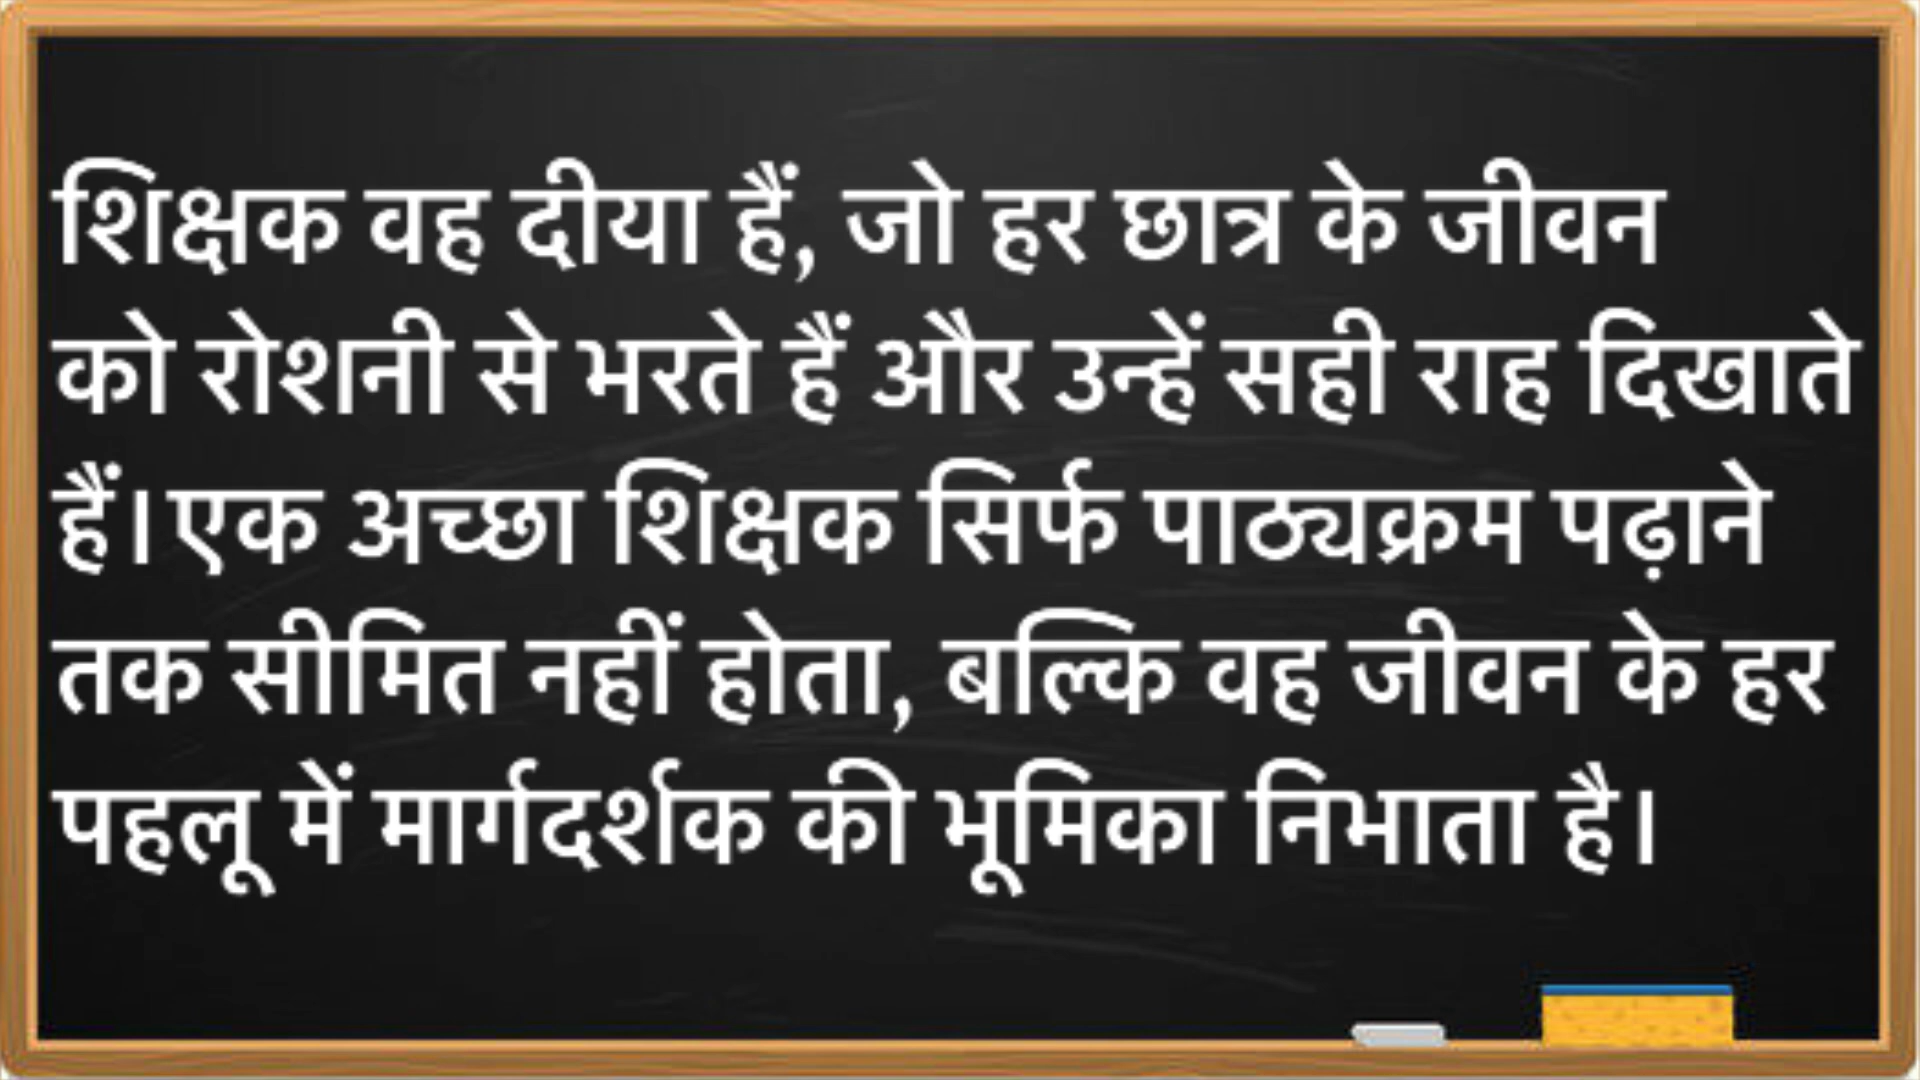 शिक्षक वह दीया हैं, जो हर छात्र के जीवन
को रोशनी से भरते हैं और उन्हें सही राह दिखाते
हैं। एक अच्छा शिक्षक सिर्फ पाठ्यक्रम पढ़ाने
तक सीमित नहीं होता, बल्कि वह जीवन के हर
पहलू में मार्गदर्शक की भूमिका निभाता है।